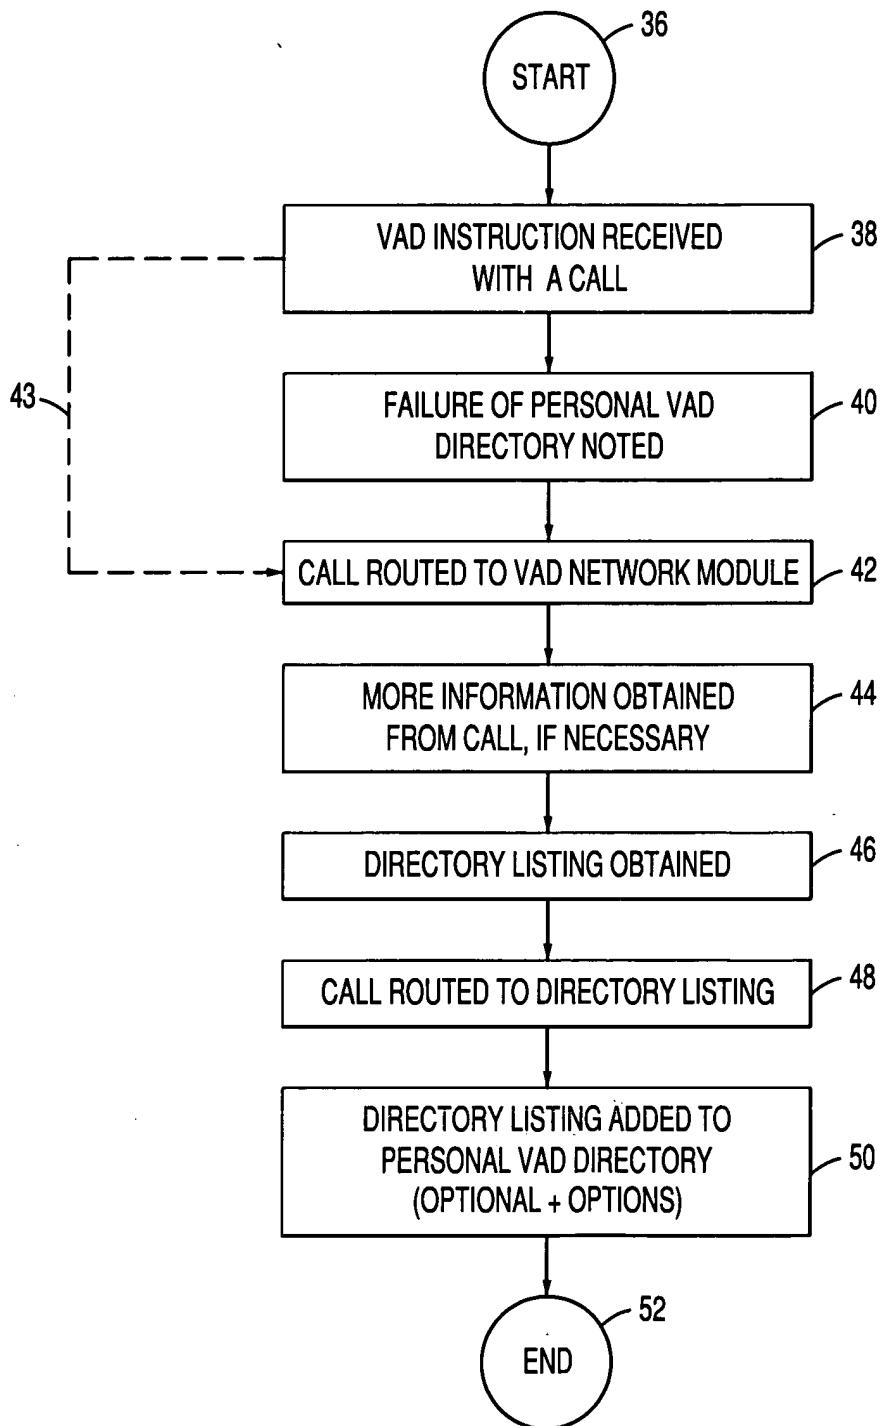 36
START
VAD INSTRUCTION RECEIVED
WITH A CALL
38
43
FAILURE OF PERSONAL VAD
DIRECTORY NOTED
40
CALL ROUTED TO VAD NETWORK MODULE
42
MORE INFORMATION OBTAINED
FROM CALL, IF NECESSARY
44
DIRECTORY LISTING OBTAINED
46
CALL ROUTED TO DIRECTORY LISTING
48
DIRECTORY LISTING ADDED TO
PERSONAL VAD DIRECTORY
(OPTIONAL + OPTIONS)
50
52
END